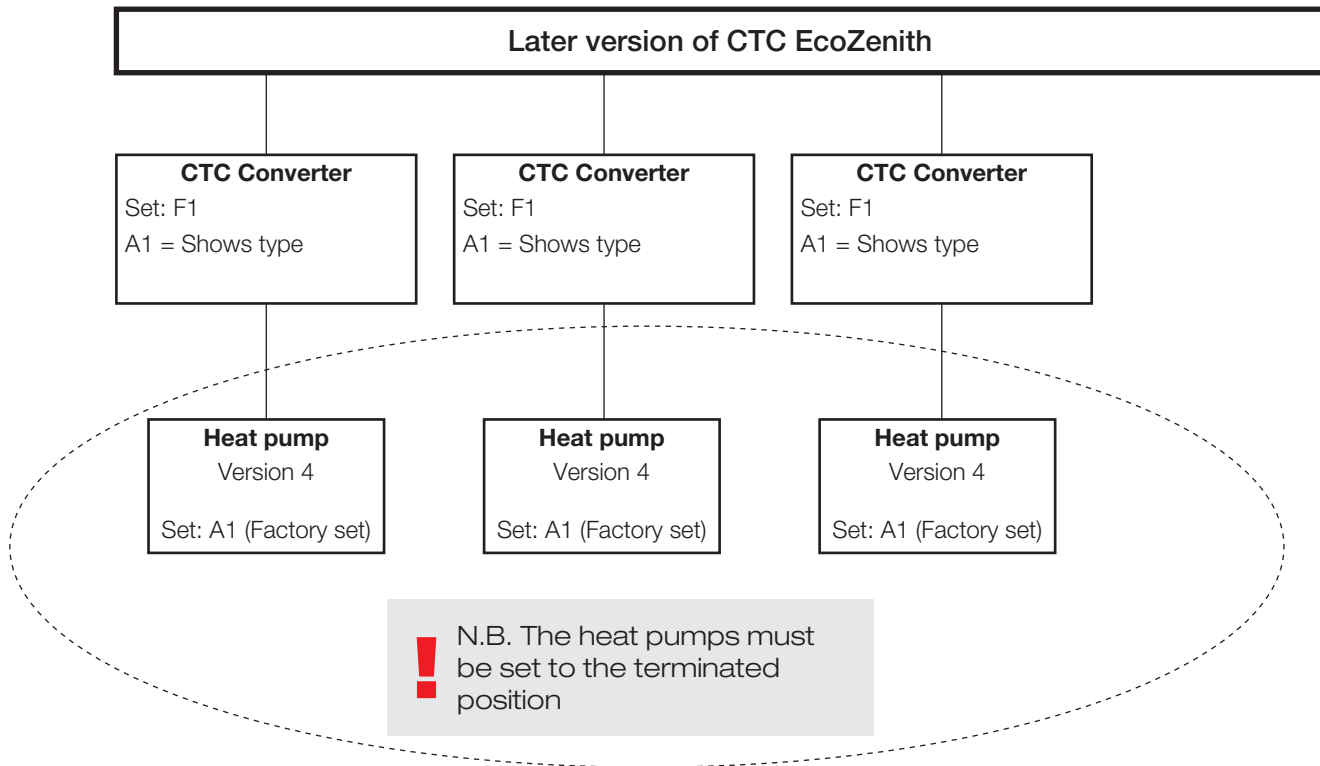 Later version of CTC EcoZenith
CTC Converter
Set: F1
A1 = Shows type
CTC Converter
Set: F1
A1 = Shows type
CTC Converter
Set: F1
A1 = Shows type
Heat pump
Version 4
Set: A1 (Factory set)
Heat pump
Version 4
Set: A1 (Factory set)
Heat pump
Version 4
Set: A1 (Factory set)
! N.B. The heat pumps must
be set to the terminated
position